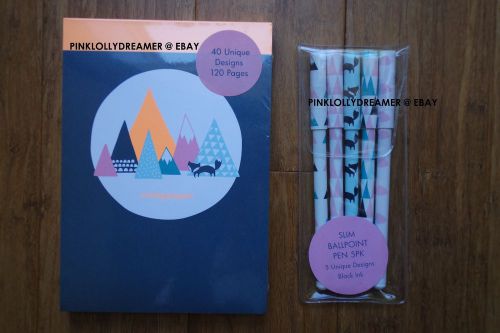 PINKLOLLYDREAMER @ EBAY
40 Unique
Designs
120 Pages
PINKLOLLYDREAMER @ EBAY
SLIM
BALLPOINT
PEN 5PK
5 Unique Designs
Black Ink